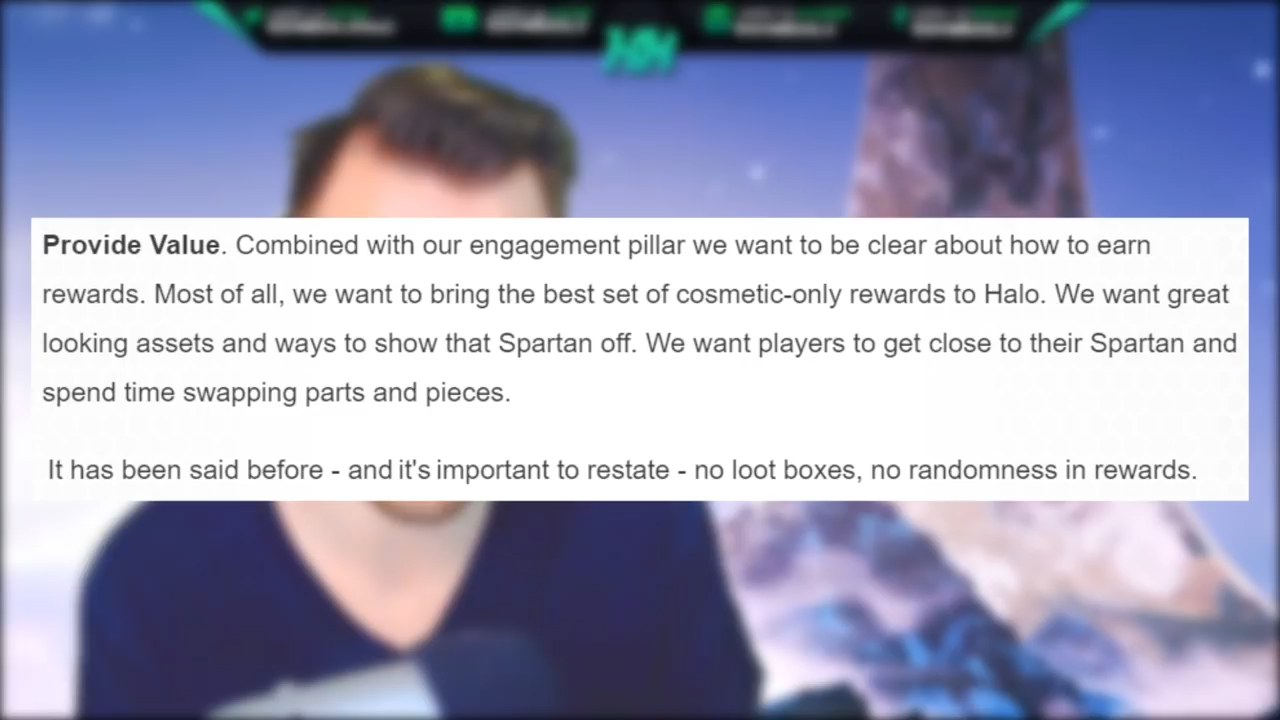 Provide Value. Combined with our engagement pillar we want to be clear about how to earn
rewards. Most of all, we want to bring the best set of cosmetic-only rewards to Halo. We want great
looking assets and ways to show that Spartan off. We want players to get close to their Spartan and
spend time swapping parts and pieces.
It has been said before - and it's important to restate - no loot boxes, no randomness in rewards.